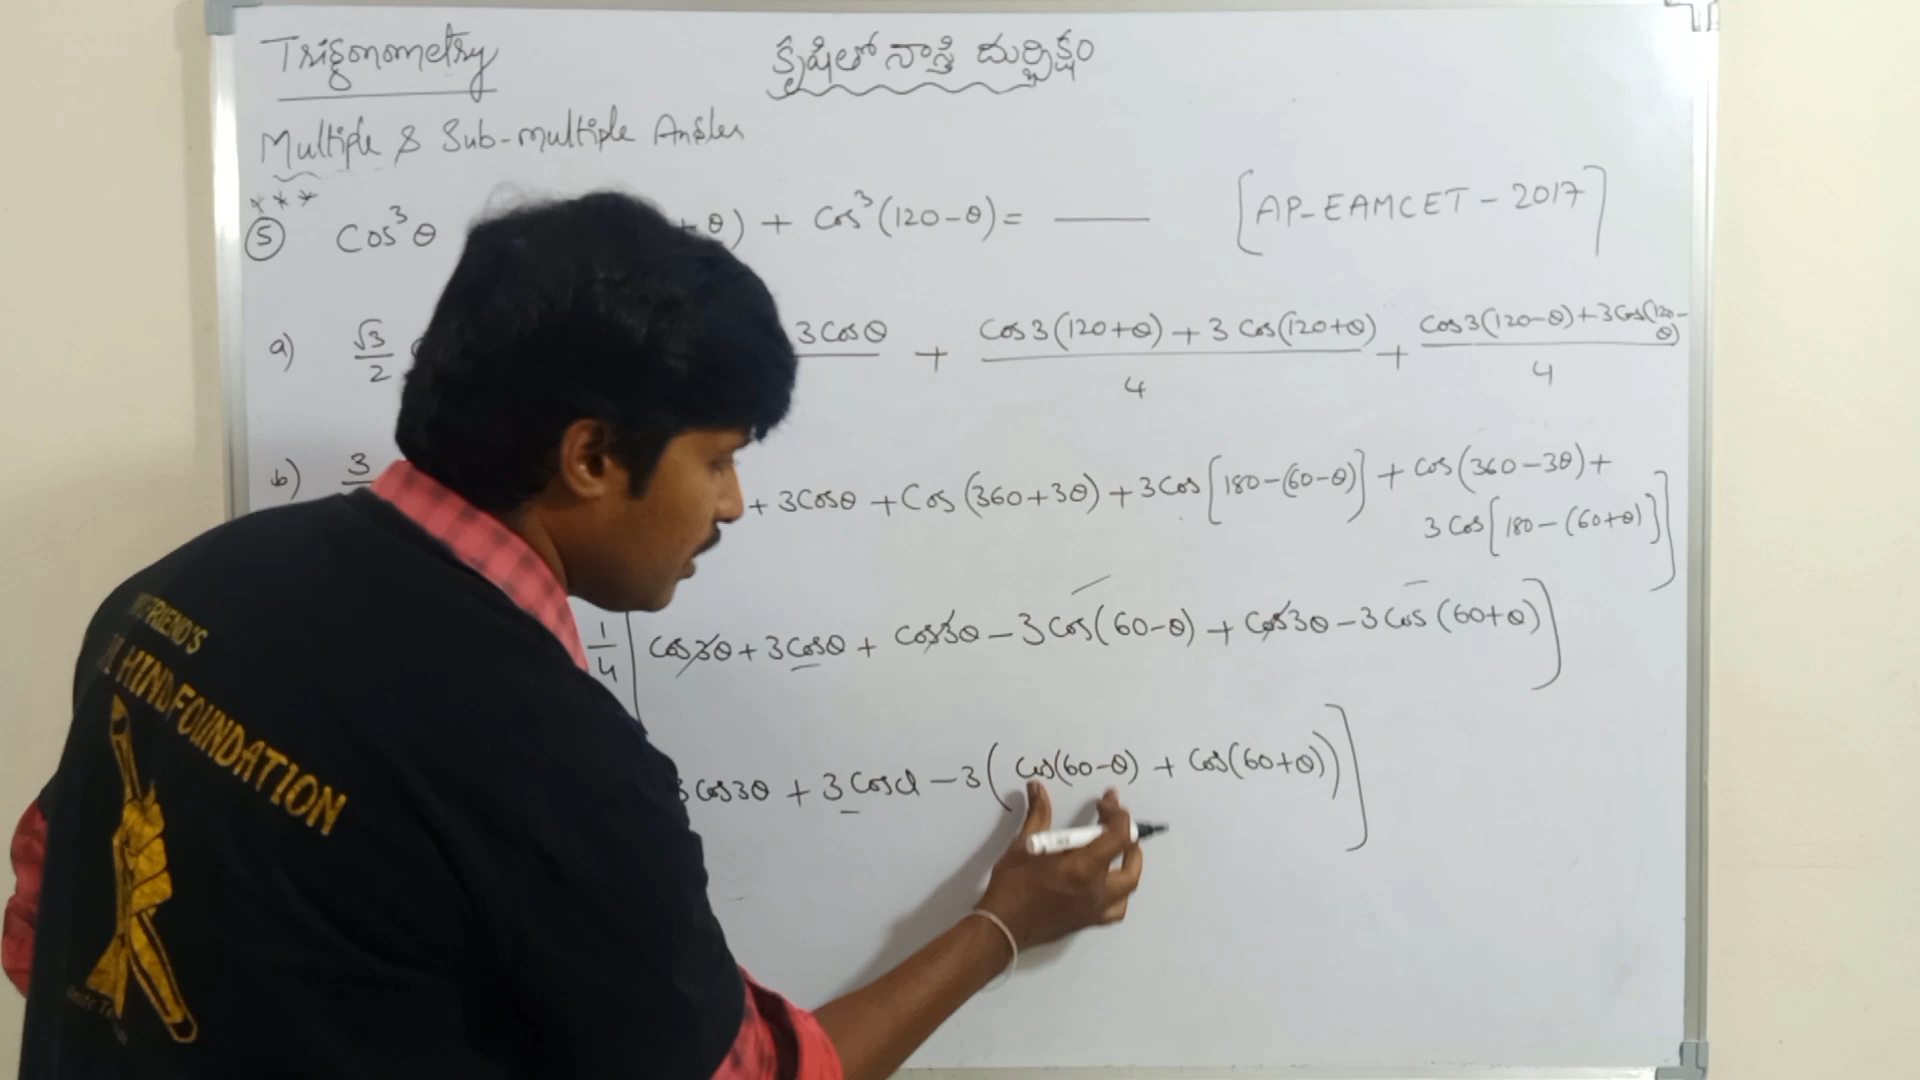 Trigonometry
కృషితో నాస్తి దుర్భిక్షం
Multiple & Sub-multiple Angles
***
5 Cos³θ + θ) + Cos³(120-θ) = ____ [AP-EAMCET-2017]
a) √3/2 3Cosθ + Cos3(120+θ) + 3Cos(120+θ)/4 + Cos3(120-θ)+3Cos(120-θ)/4
b) 3 + 3Cosθ + Cos(360+3θ) + 3Cos[180-(60-θ)] + Cos(360-3θ) +
3Cos[180-(60+θ)]]
1/4 [Cos3θ + 3Cosθ + Cos3θ - 3Cos(60-θ) + Cos3θ - 3Cos(60+θ)]
3Cos3θ + 3Cosθ - 3(Cos(60-θ) + Cos(60+θ))]
FRIEND'S
HIND FOUNDATION